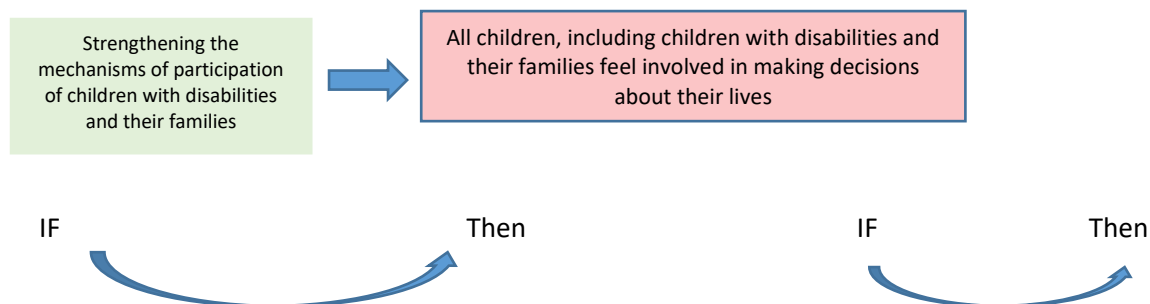 Strengthening the
mechanisms of participation
of children with disabilities
and their families
All children, including children with disabilities and
their families feel involved in making decisions
about their lives
IF Then IF Then